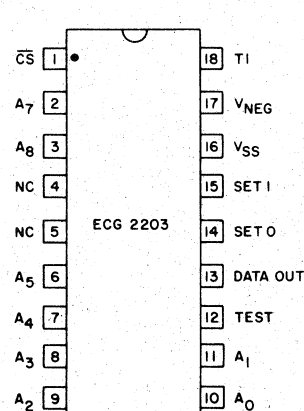 CS 1 18 T1
A7 2 17 VNEG
A8 3 16 VSS
NC 4 15 SET 1
NC 5 14 SET 0
ECG 2203
A5 6 13 DATA OUT
A4 7 12 TEST
A3 8 11 A1
A2 9 10 A0